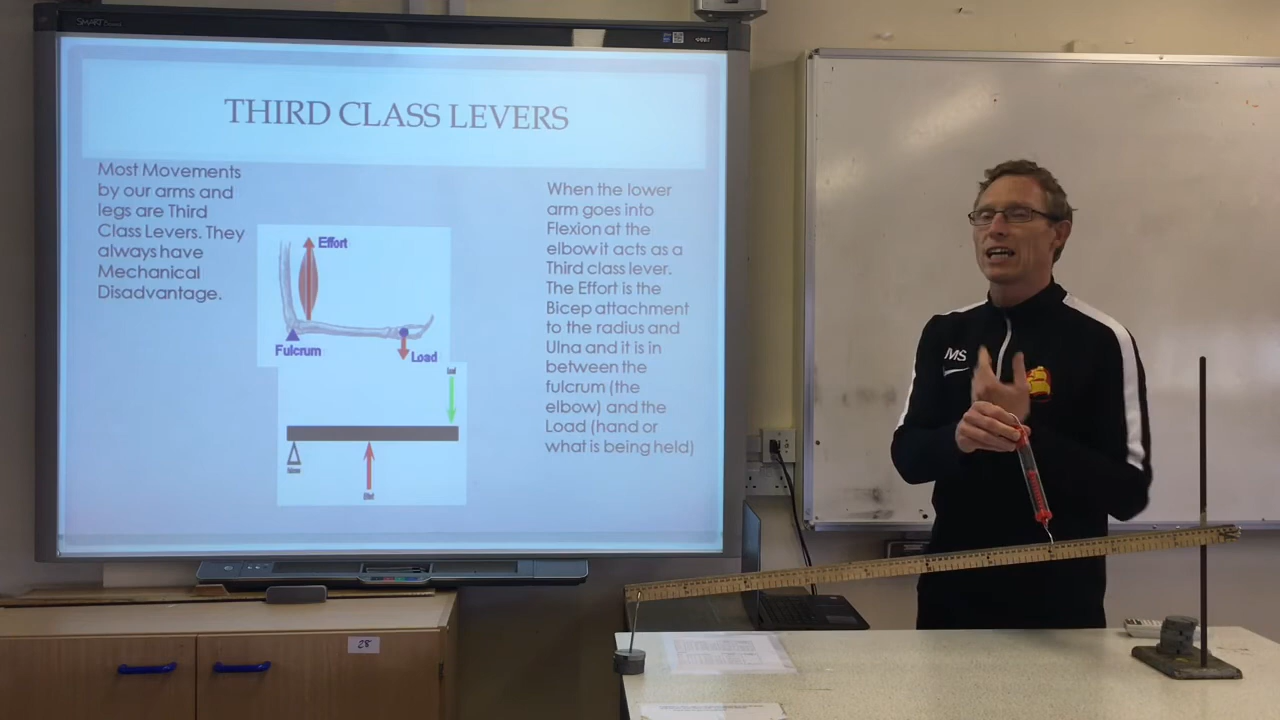 SMART Board
THIRD CLASS LEVERS
Most Movements
by our arms and
legs are Third
Class Levers. They
always have
Mechanical
Disadvantage.
Effort
Fulcrum
Load
When the lower
arm goes into
Flexion at the
elbow it acts as a
Third class lever.
The Effort is the
Bicep attachment
to the radius and
Ulna and it is in
between the
fulcrum (the
elbow) and the
Load (hand or
what is being held)
MS
28